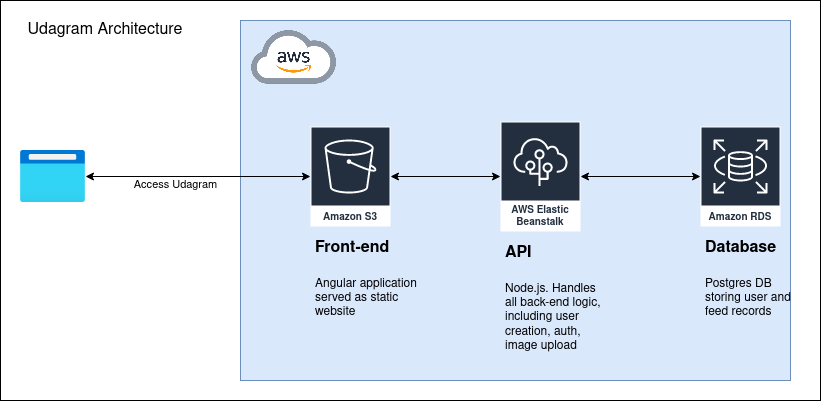 Udagram Architecture
aws
Access Udagram
Amazon S3
AWS Elastic
Beanstalk
Amazon RDS
Front-end
API
Database
Angular application
served as static
website
Node.js. Handles
all back-end logic,
including user
creation, auth,
image upload
Postgres DB
storing user and
feed records